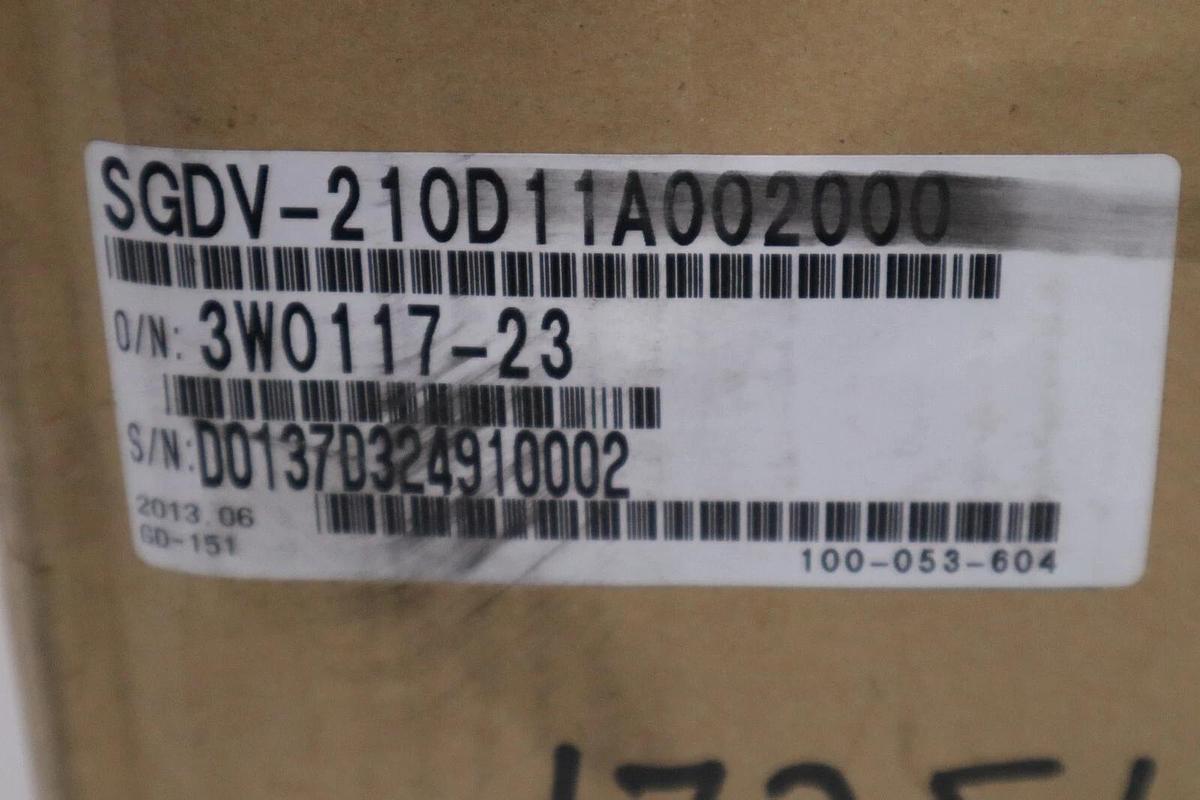 SGDV-210D11A002000
O/N: 3W0117-23
S/N: D0137D324910002
2013.06
GD-151
100-053-604